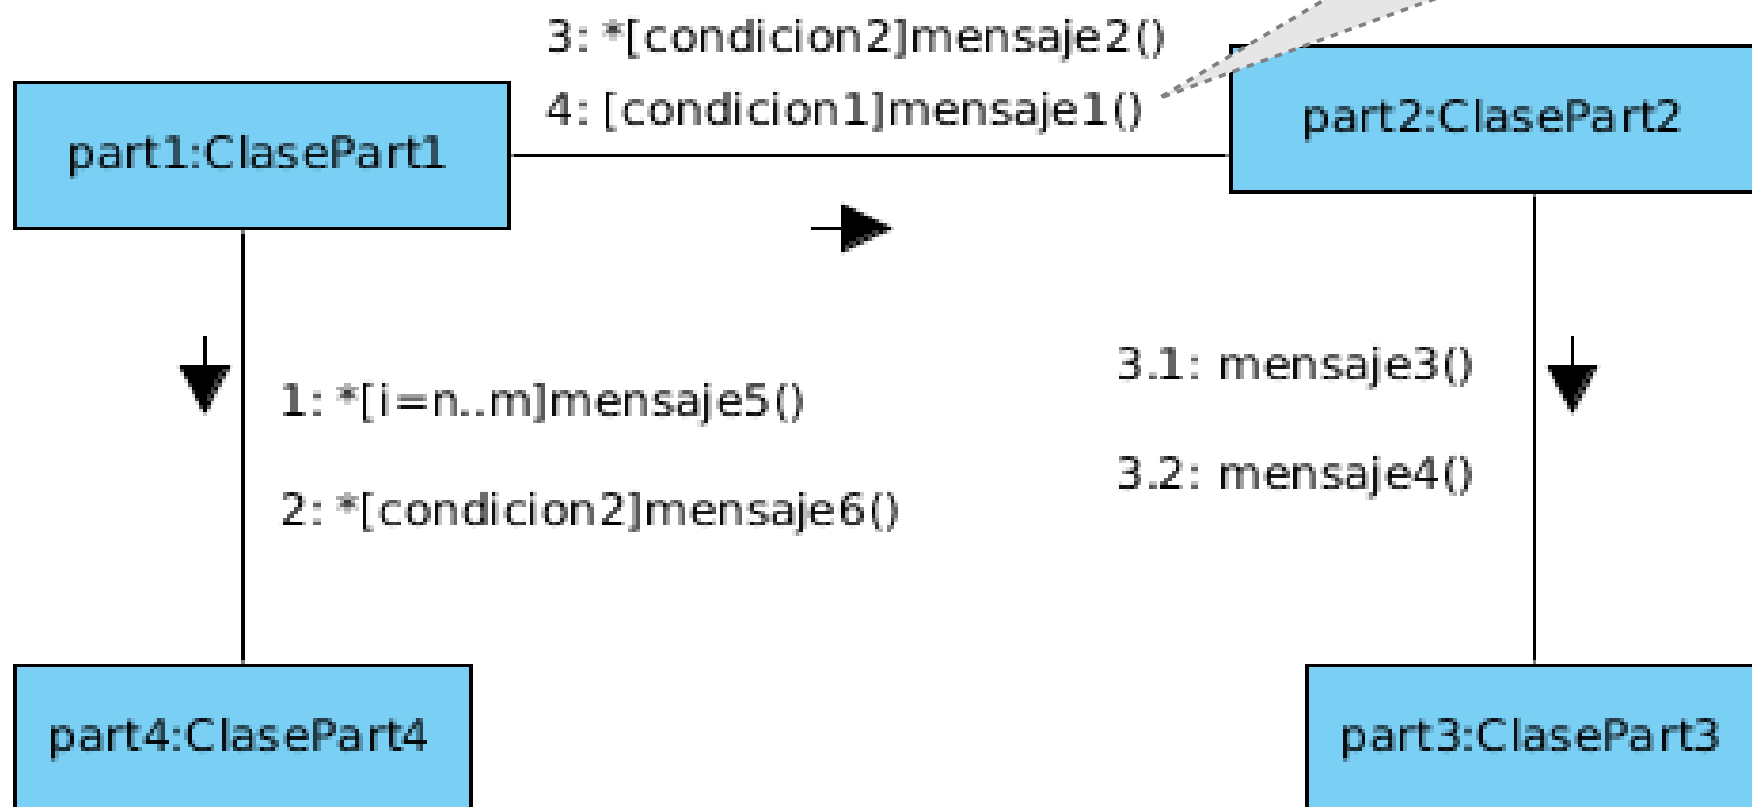 3: *[condicion2]mensaje2()
4: [condicion1]mensaje1()
part1:ClasePart1
part2:ClasePart2
1: *[i=n..m]mensaje5()
2: *[condicion2]mensaje6()
3.1: mensaje3()
3.2: mensaje4()
part4:ClasePart4
part3:ClasePart3